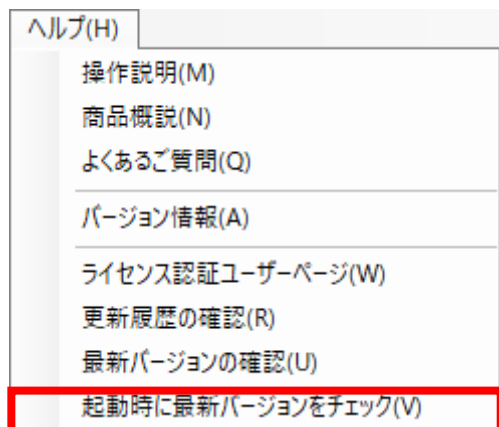 ヘルプ(H)
操作説明(M)
商品概説(N)
よくあるご質問(Q)
バージョン情報(A)
ライセンス認証ユーザーページ(W)
更新履歴の確認(R)
最新バージョンの確認(U)
起動時に最新バージョンをチェック(V)